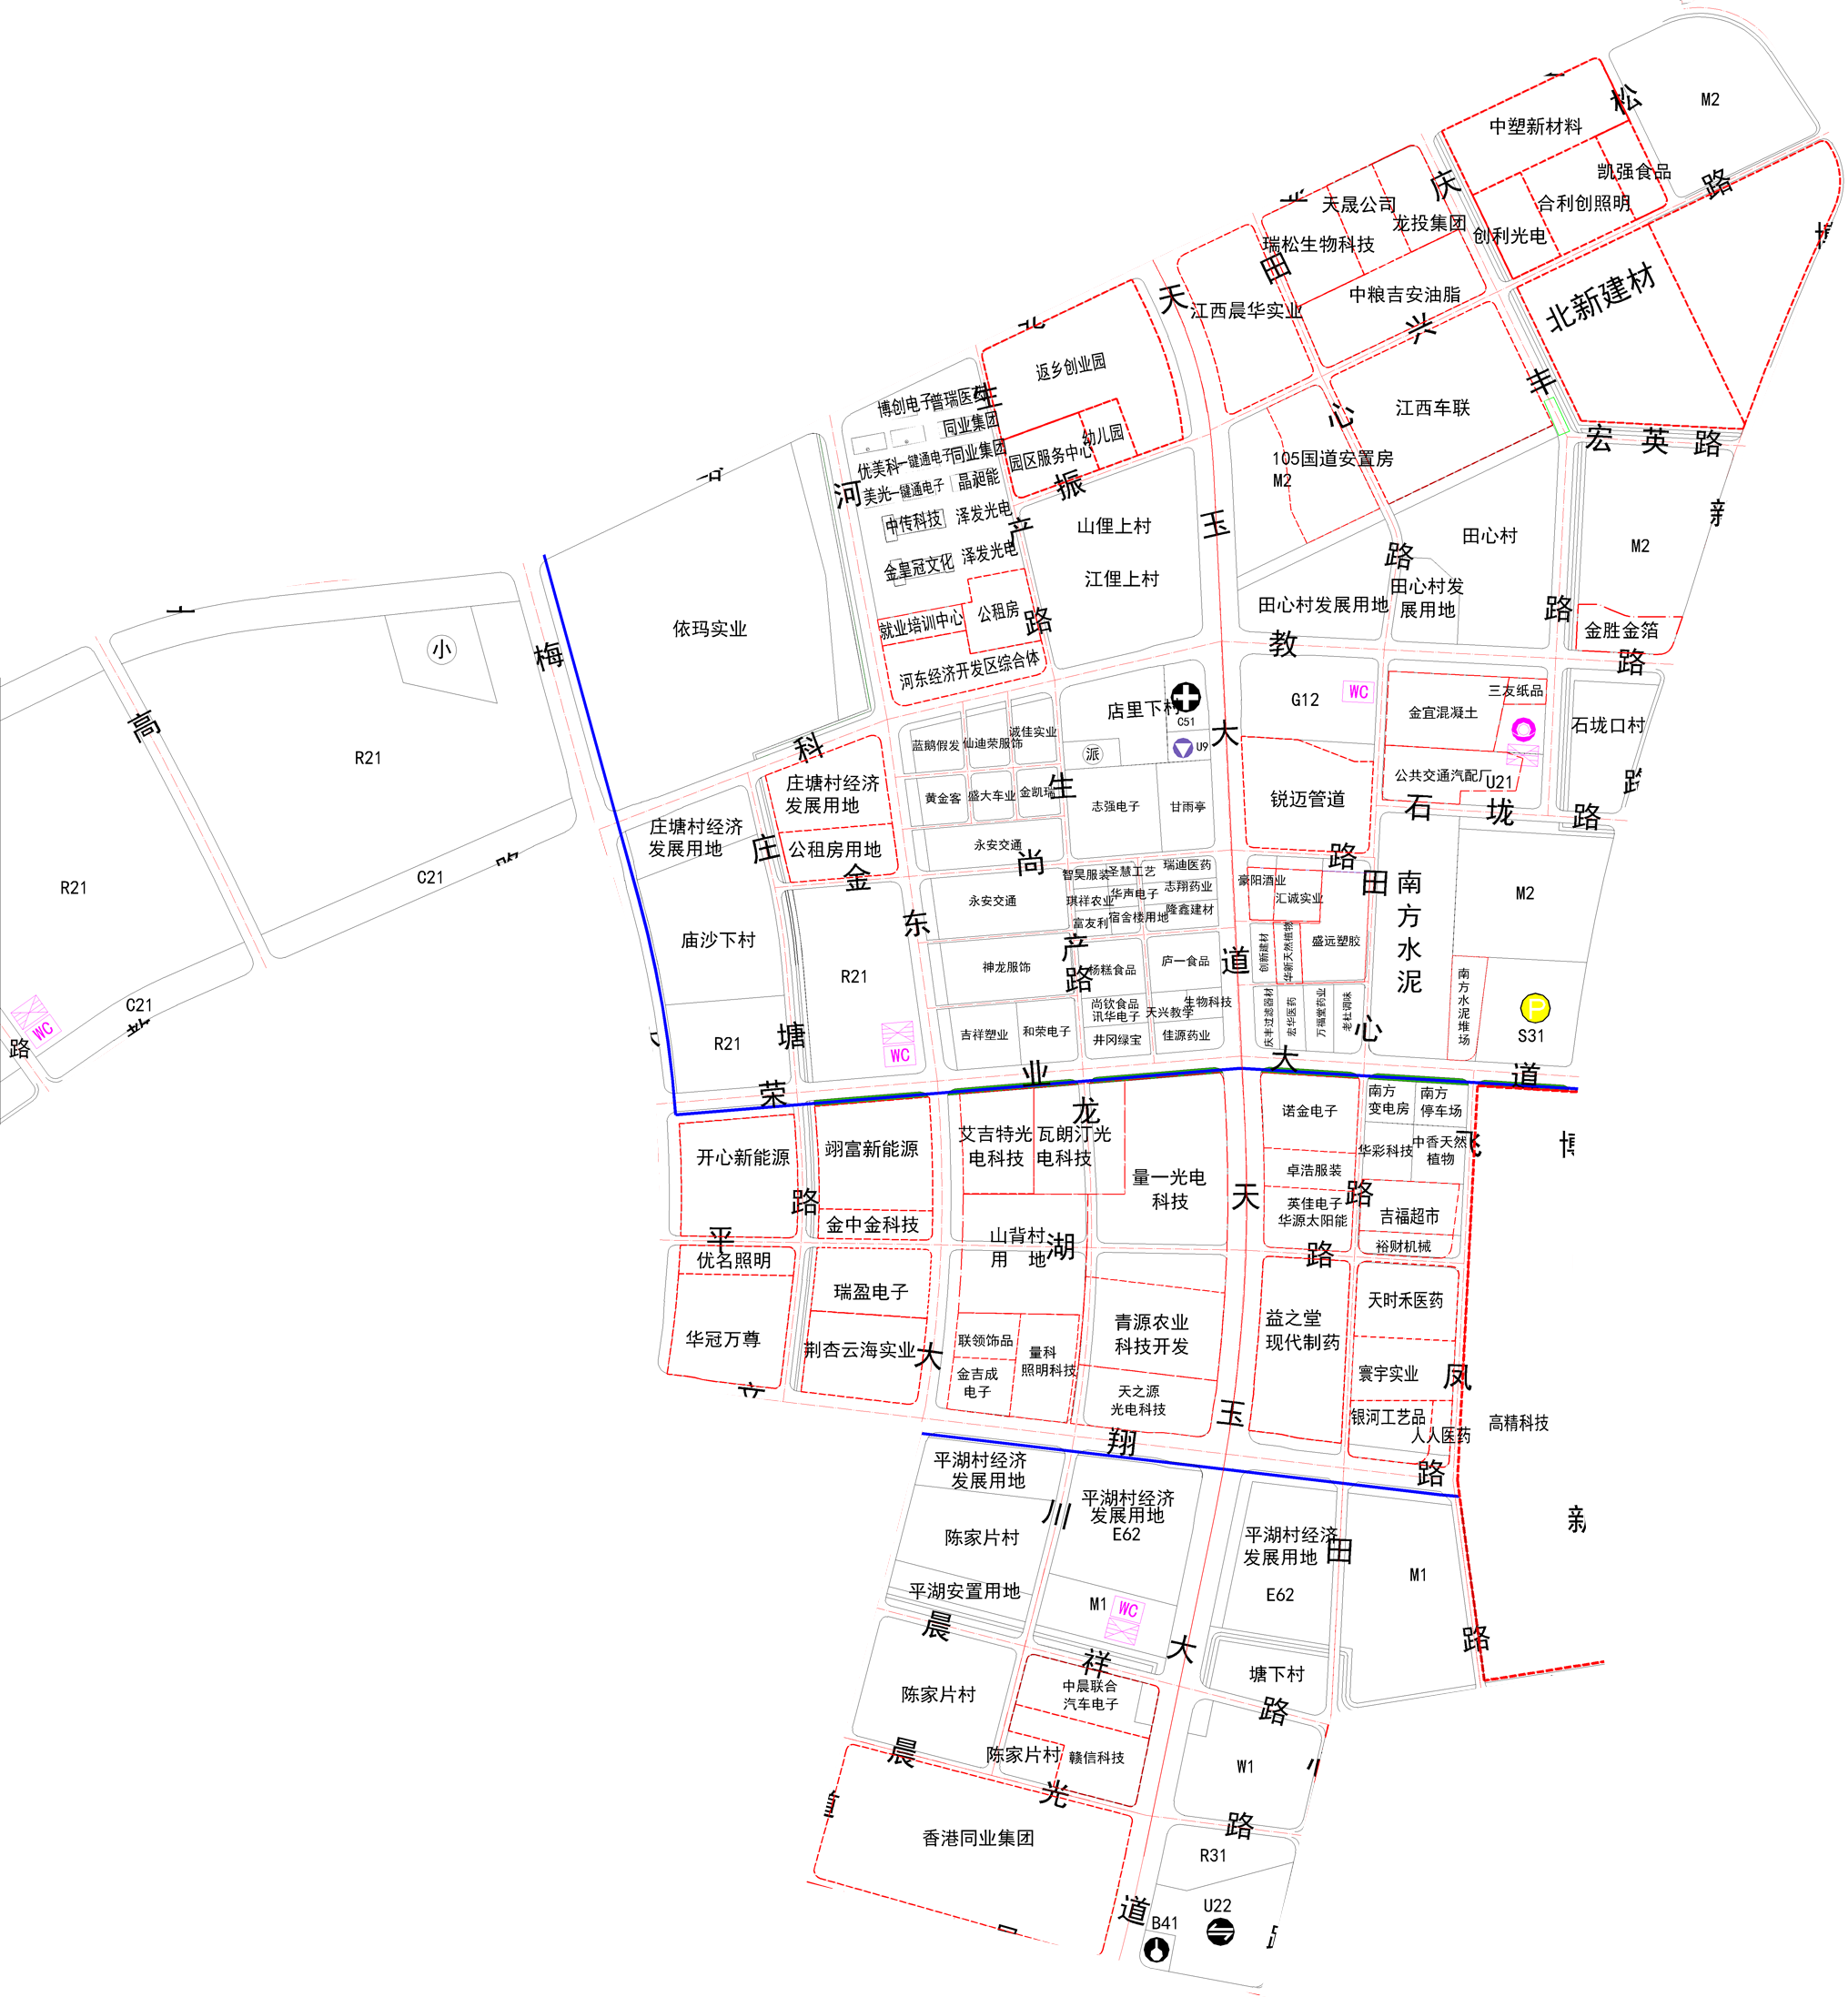 松
M2
中塑新材料
凯强食品
合利创照明
创利光电
庆
路
天晟公司
龙投集团
瑞松生物科技
田
中粮吉安油脂
兴
北新建材
天
江西晨华实业
返乡创业园
生
博创电子
普瑞医药
同业集团
优美科
一键通电子
同业集团
美光
一键通电子
晶昶能
中传科技
泽发光电
金皇冠文化
泽发光电
园区服务中心
幼儿园
振
产
河
心
江西车联
丰
宏 英 路
105国道安置房
M2
玉
山俚上村
江俚上村
路
田心村
M2
田心村发
展用地
田心村发展用地
路
金胜金箔
路
教
依玛实业
梅
小
就业培训中心
公租房
路
河东经济开发区综合体
高
R21
R21
G21
G21
WC
路
店里下村
C51
U9
派
大
G12
WC
金宜混凝土
三友纸品
公共交通汽配厂
U21
石垅口村
石 垅 路
科
蓝鹅假发
仙迪荣服饰
诚佳实业
黄金客
盛大车业
金凯瑞
生
志强电子
甘雨亭
锐迈管道
庄塘村经济
发展用地
庄塘村经济
发展用地
公租房用地
庄
金
永安交通
尚
路
田
南
方
水
泥
M2
智昊服装
圣慧工艺
瑞迪医药
琪祥农业
华声电子
志翔药业
富友利
宿舍楼用地
隆鑫建材
豪阳酒业
汇诚实业
永安交通
庙沙下村
R21
东
神龙服饰
产
路
杨糕食品
庐一食品
道
创新建材
华新天然植物
盛远塑胶
南
方
水
泥
堆
场
S31
尚钦食品
讯华电子
天兴教学
生物科技
井冈绿宝
佳源药业
吉祥塑业
和荣电子
庆丰过滤器材
宏华医药
万福堂药业
老杜调味
心
R21
塘
WC
荣
业
大
道
龙
诺金电子
南方
变电房
南方
停车场
飞
开心新能源
翊富新能源
艾吉特光
电科技
瓦朗汀光
电科技
量一光电
科技
华彩科技
中香天然
植物
卓浩服装
天
路
英佳电子
华源太阳能
吉福超市
裕财机械
路
金中金科技
山背村
用 地
湖
平
路
优名照明
瑞盈电子
华冠万尊
荆杏云海实业
大
联领饰品
量科
照明科技
金吉成
电子
青源农业
科技开发
天之源
光电科技
益之堂
现代制药
天时禾医药
寰宇实业
凤
银河工艺品
人人医药
高精科技
玉
翔
路
平湖村经济
发展用地
平湖村经济
发展用地
E62
川
陈家片村
平湖村经济
发展用地
E62
田
M1
平湖安置用地
M1
WC
晨
祥
大
路
塘下村
陈家片村
中晨联合
汽车电子
路
陈家片村
赣信科技
晨
光
W1
路
香港同业集团
R31
道
B41
U22